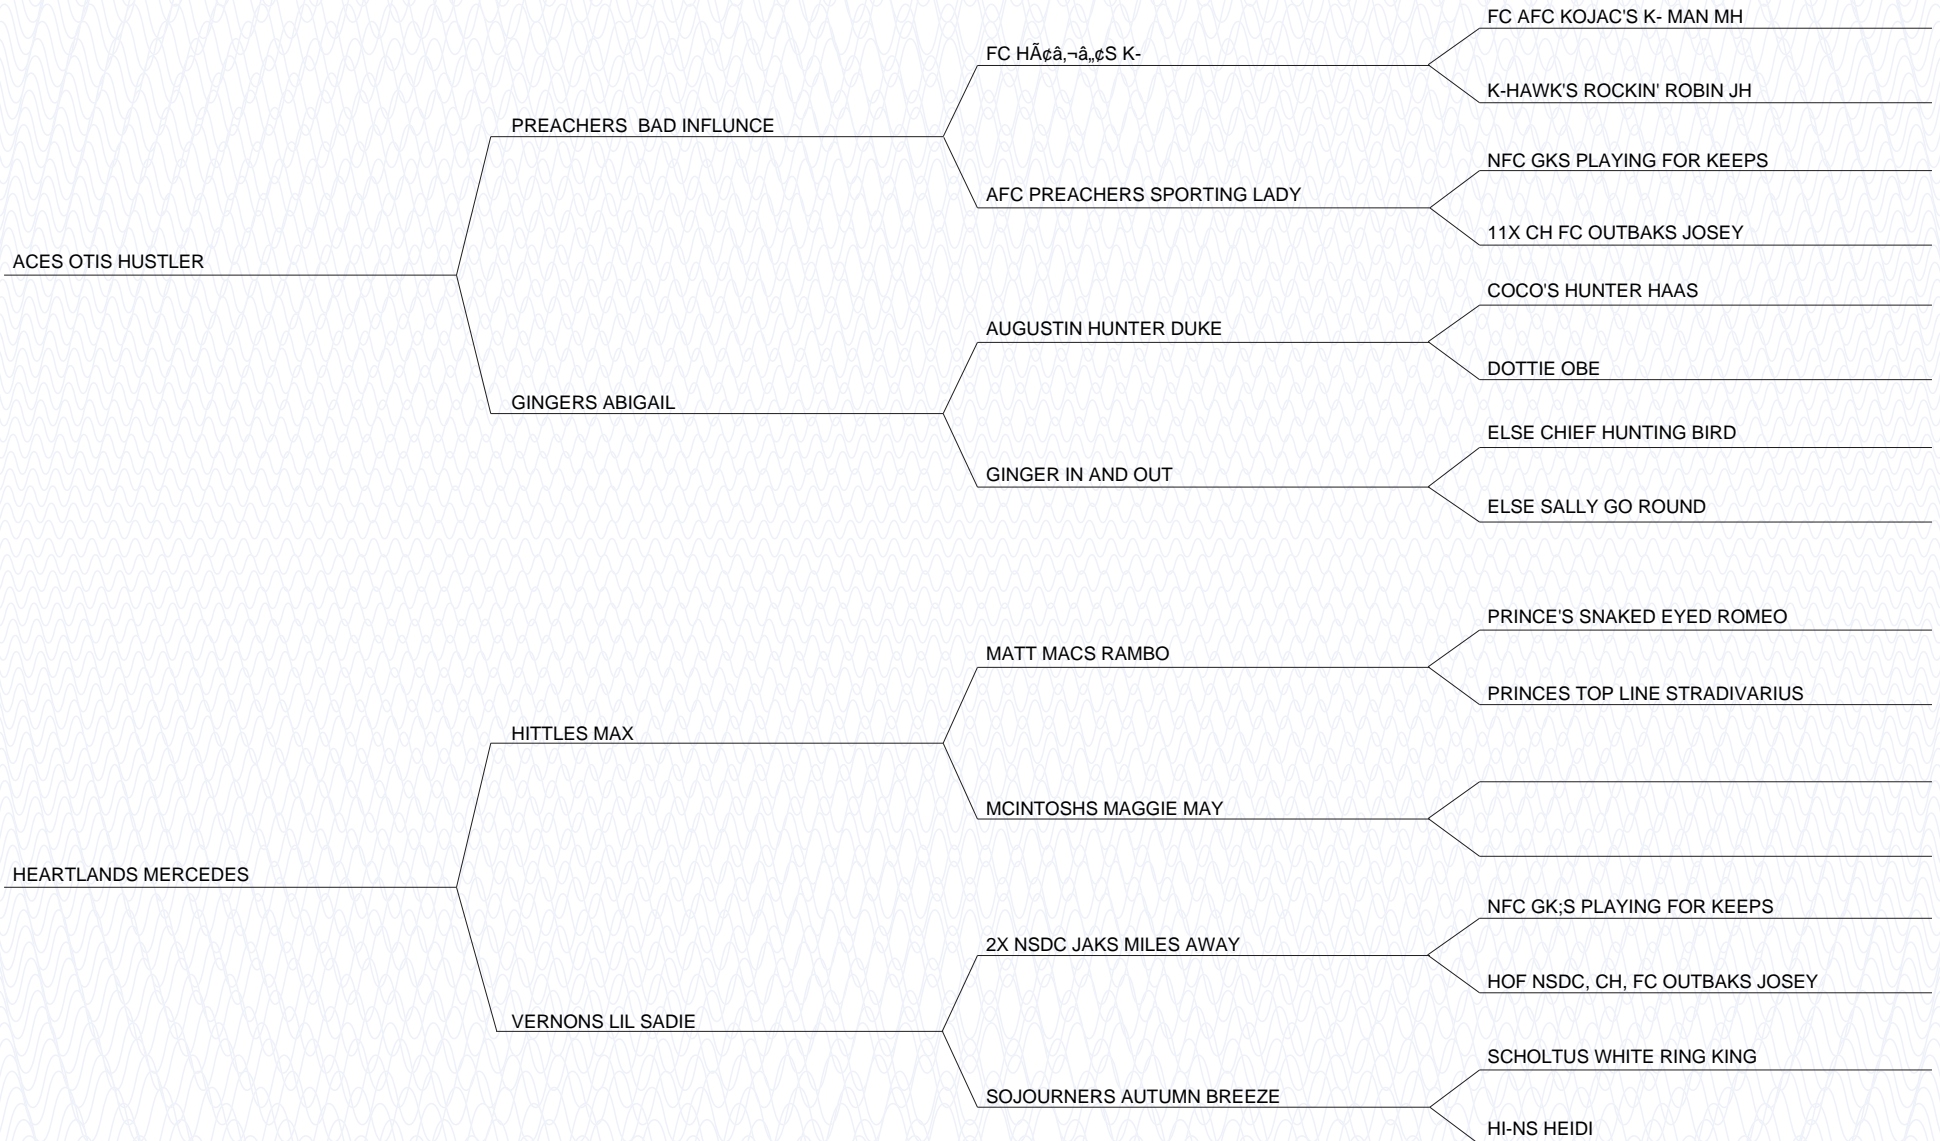 FC AFC KOJAC'S K- MAN MH
FC HÃ¢â‚¬â„¢S K-
K-HAWK'S ROCKIN' ROBIN JH
PREACHERS  BAD INFLUNCE
NFC GKS PLAYING FOR KEEPS
AFC PREACHERS SPORTING LADY
11X CH FC OUTBAKS JOSEY
ACES OTIS HUSTLER
COCO'S HUNTER HAAS
AUGUSTIN HUNTER DUKE
DOTTIE OBE
GINGERS ABIGAIL
ELSE CHIEF HUNTING BIRD
GINGER IN AND OUT
ELSE SALLY GO ROUND
PRINCE'S SNAKED EYED ROMEO
MATT MACS RAMBO
PRINCES TOP LINE STRADIVARIUS
HITTLES MAX
MCINTOSHS MAGGIE MAY
HEARTLANDS MERCEDES
NFC GK;S PLAYING FOR KEEPS
2X NSDC JAKS MILES AWAY
HOF NSDC, CH, FC OUTBAKS JOSEY
VERNONS LIL SADIE
SCHOLTUS WHITE RING KING
SOJOURNERS AUTUMN BREEZE
HI-NS HEIDI